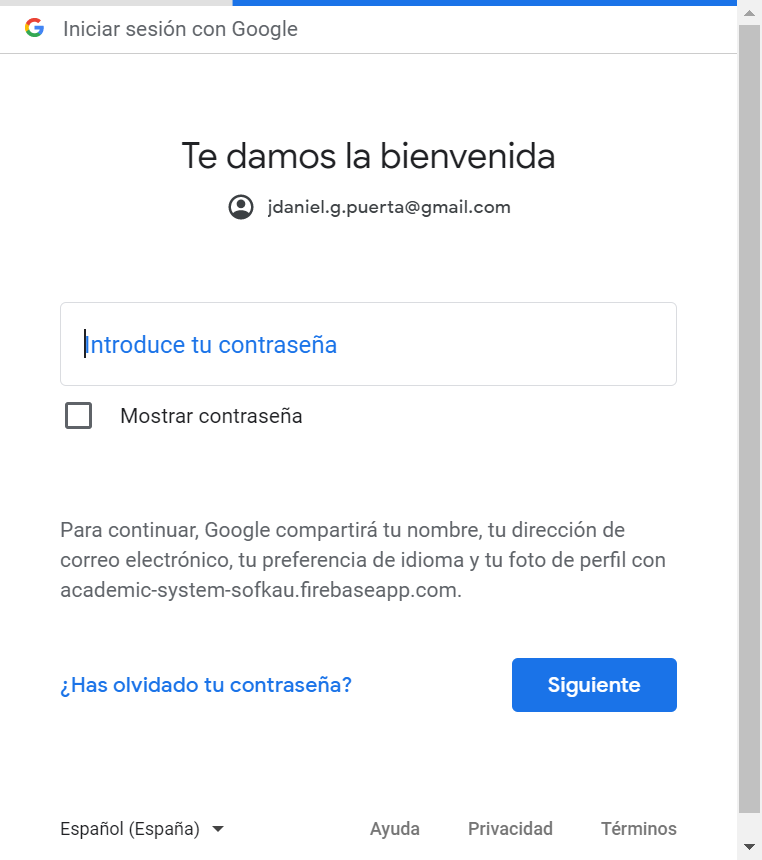 Iniciar sesión con Google
Te damos la bienvenida
jdaniel.g.puerta@gmail.com
Introduce tu contraseña
Mostrar contraseña
Para continuar, Google compartirá tu nombre, tu dirección de
correo electrónico, tu preferencia de idioma y tu foto de perfil con
academic-system-sofkau.firebaseapp.com.
¿Has olvidado tu contraseña? Siguiente
Español (España) Ayuda Privacidad Términos